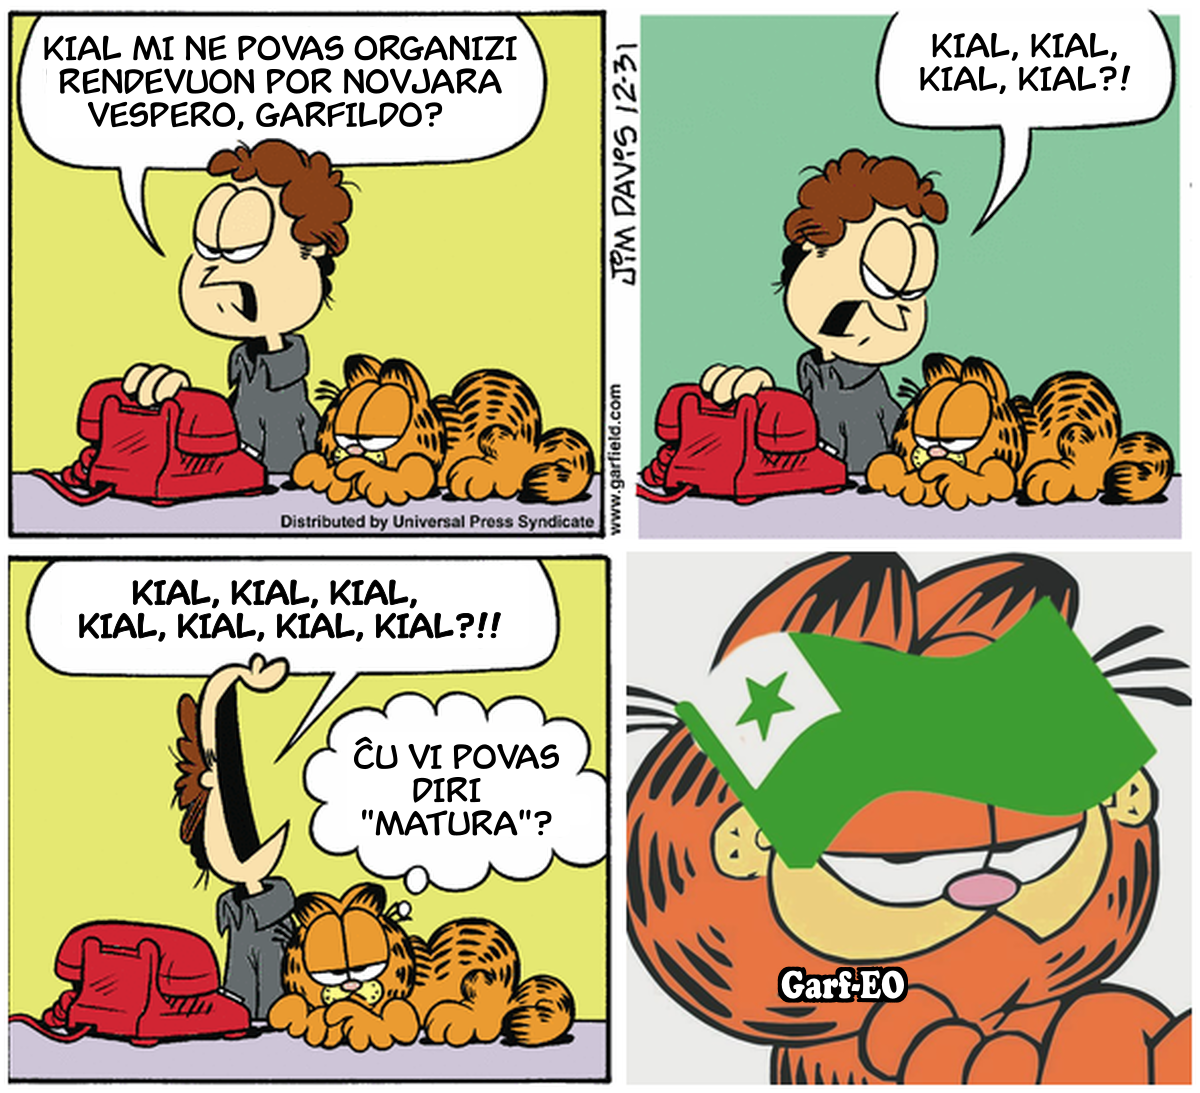 KIAL MI NE POVAS ORGANIZI
RENDEVUON POR NOVJARA
VESPERO, GARFILDO?
Distributed by Universal Press Syndicate
www.garfield.com
JIM DAVIS 12·31
KIAL, KIAL,
KIAL, KIAL?!
KIAL, KIAL, KIAL,
KIAL, KIAL, KIAL, KIAL?!!
ĈU VI POVAS
DIRI
"MATURA"?
Garf-EO